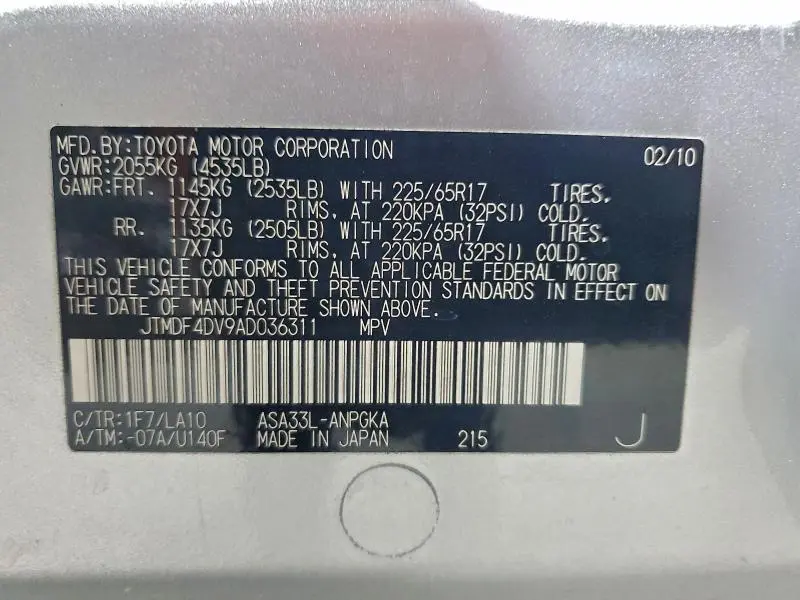 MFD.BY:TOYOTA MOTOR CORPORATION 02/10
GVWR:2055KG (4535LB)
GAWR:FRT. 1145KG (2535LB) WITH 225/65R17 TIRES.
17X7J RIMS, AT 220KPA (32PSI) COLD.
RR. 1135KG (2505LB) WITH 225/65R17 TIRES.
17X7J RIMS, AT 220KPA (32PSI) COLD.
THIS VEHICLE CONFORMS TO ALL APPLICABLE FEDERAL MOTOR
VEHICLE SAFETY AND THEFT PREVENTION STANDARDS IN EFFECT ON
THE DATE OF MANUFACTURE SHOWN ABOVE.
JTMDF4DV9AD036311 MPV
C/TR:1F7/LA10 ASA33L-ANPGKA
A/TM:-07A/U140F MADE IN JAPAN 215 J